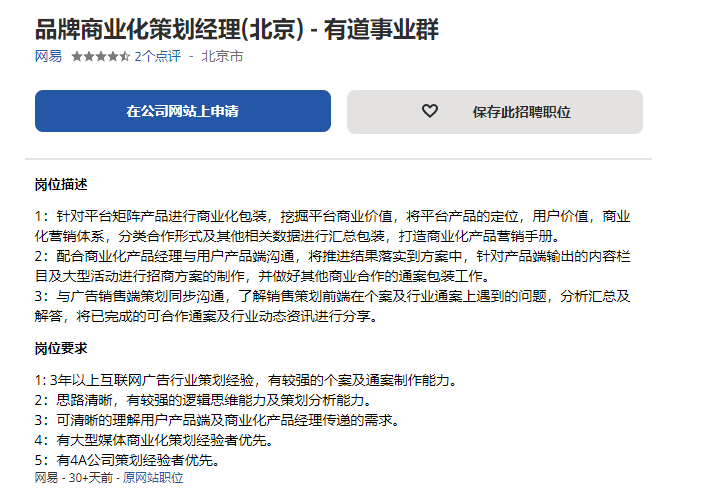 品牌商业化策划经理(北京) - 有道事业群
网易 2个点评 - 北京市
在公司网站上申请 保存此招聘职位
岗位描述
1：针对平台矩阵产品进行商业化包装，挖掘平台商业价值，将平台产品的定位，用户价值，商业
化营销体系，分类合作形式及其他相关数据进行汇总包装，打造商业化产品营销手册。
2：配合商业化产品经理与用户产品端沟通，将推进结果落实到方案中，针对产品端输出的内容栏
目及大型活动进行招商方案的制作，并做好其他商业合作的通案包装工作。
3：与广告销售端策划同步沟通，了解销售策划前端在个案及行业通案上遇到的问题，分析汇总及
解答，将已完成的可合作通案及行业动态资讯进行分享。
岗位要求
1: 3年以上互联网广告行业策划经验，有较强的个案及通案制作能力。
2：思路清晰，有较强的逻辑思维能力及策划分析能力。
3：可清晰的理解用户产品端及商业化产品经理传递的需求。
4：有大型媒体商业化策划经验者优先。
5：有4A公司策划经验者优先。
网易 - 30+天前 - 原网站职位